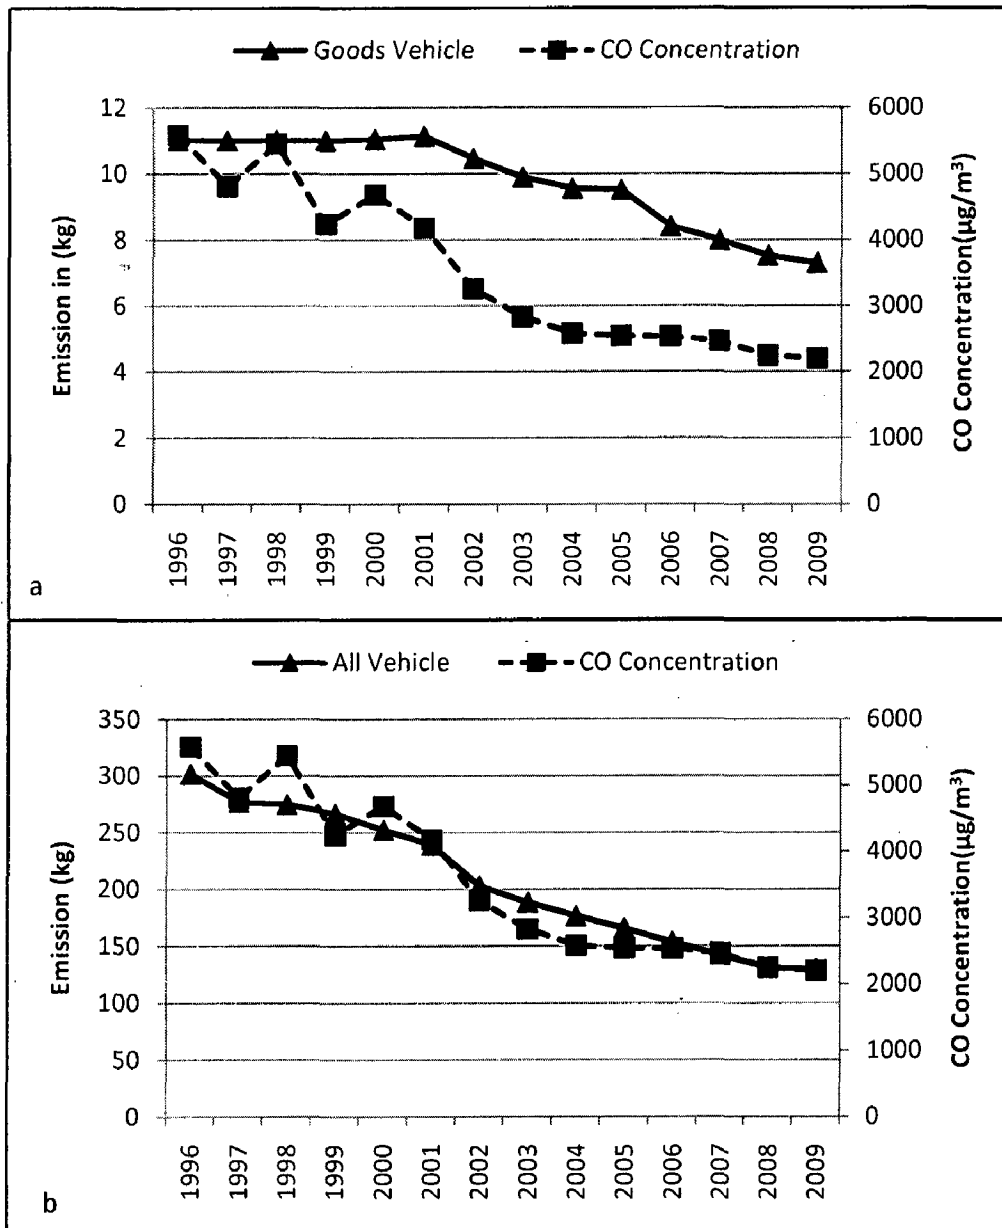 Goods Vehicle CO Concentration
12 6000
10 5000
8 4000
6 3000
4 2000
2 1000
0 0
Emission in (kg)
CO Concentration(µg/m³)
1996 1997 1998 1999 2000 2001 2002 2003 2004 2005 2006 2007 2008 2009
a
All Vehicle CO Concentration
350 6000
300 5000
250 4000
200 3000
150 2000
100 1000
50 0
0
Emission (kg)
CO Concentration(µg/m³)
1996 1997 1998 1999 2000 2001 2002 2003 2004 2005 2006 2007 2008 2009
b